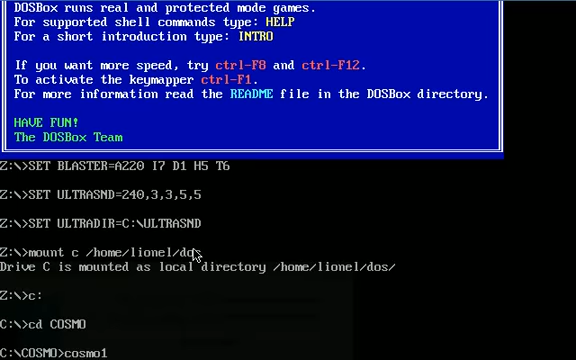 DOSBox runs real and protected mode games.
For supported shell commands type: HELP
For a short introduction type: INTRO
If you want more speed, try ctrl-F8 and ctrl-F12.
To activate the keymapper ctrl-F1.
For more information read the README file in the DOSBox directory.
HAVE FUN!
The DOSBox Team
Z:\>SET BLASTER=A220 I7 D1 H5 T6
Z:\>SET ULTRASND=240,3,3,5,5
Z:\>SET ULTRADIR=C:\ULTRASND
Z:\>mount c /home/lionel/dos
Drive C is mounted as local directory /home/lionel/dos/
Z:\>c:
C:\>cd COSMO
C:\COSMO>cosmo1